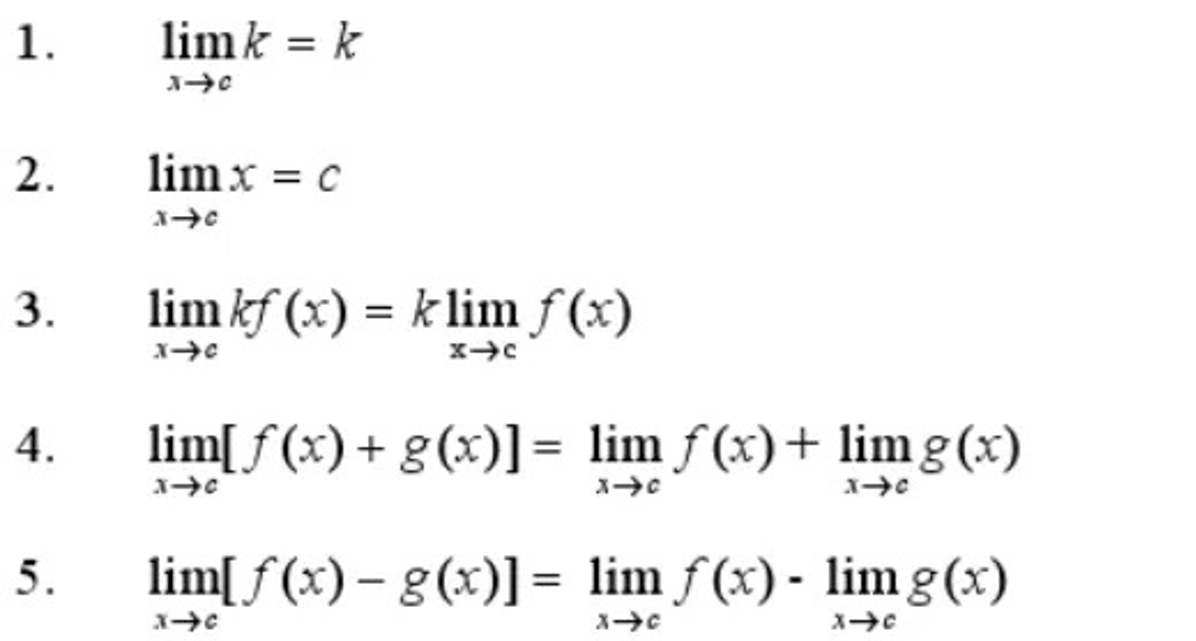 1. lim_{x→c} k = k
2. lim_{x→c} x = c
3. lim_{x→c} kf(x) = k lim_{x→c} f(x)
4. lim_{x→c} [f(x) + g(x)] = lim_{x→c} f(x) + lim_{x→c} g(x)
5. lim_{x→c} [f(x) – g(x)] = lim_{x→c} f(x) - lim_{x→c} g(x)